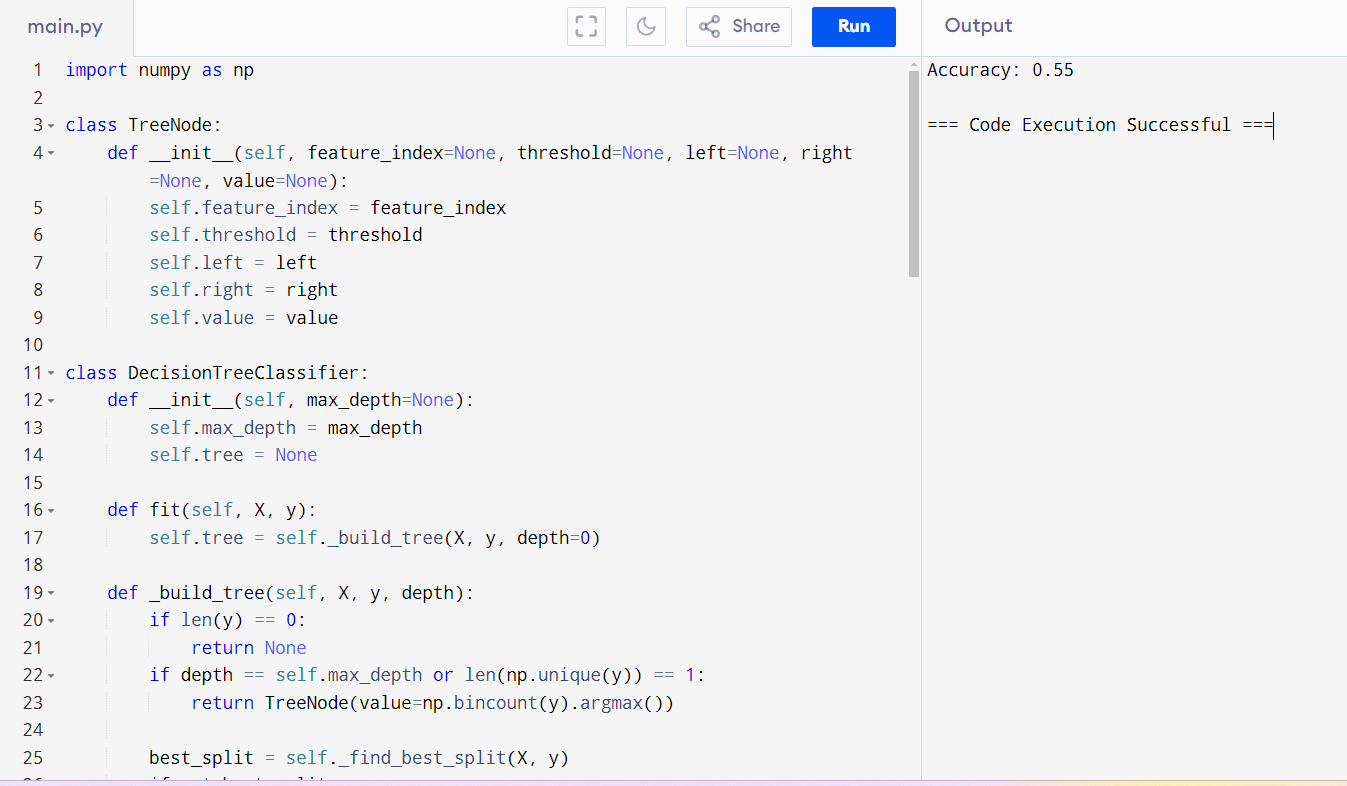 main.py
Share
Run
Output
1 import numpy as np
2
3 class TreeNode:
4     def __init__(self, feature_index=None, threshold=None, left=None, right
        =None, value=None):
5         self.feature_index = feature_index
6         self.threshold = threshold
7         self.left = left
8         self.right = right
9         self.value = value
10
11 class DecisionTreeClassifier:
12     def __init__(self, max_depth=None):
13         self.max_depth = max_depth
14         self.tree = None
15
16     def fit(self, X, y):
17         self.tree = self._build_tree(X, y, depth=0)
18
19     def _build_tree(self, X, y, depth):
20         if len(y) == 0:
21             return None
22         if depth == self.max_depth or len(np.unique(y)) == 1:
23             return TreeNode(value=np.bincount(y).argmax())
24
25         best_split = self._find_best_split(X, y)
Accuracy: 0.55
=== Code Execution Successful ===